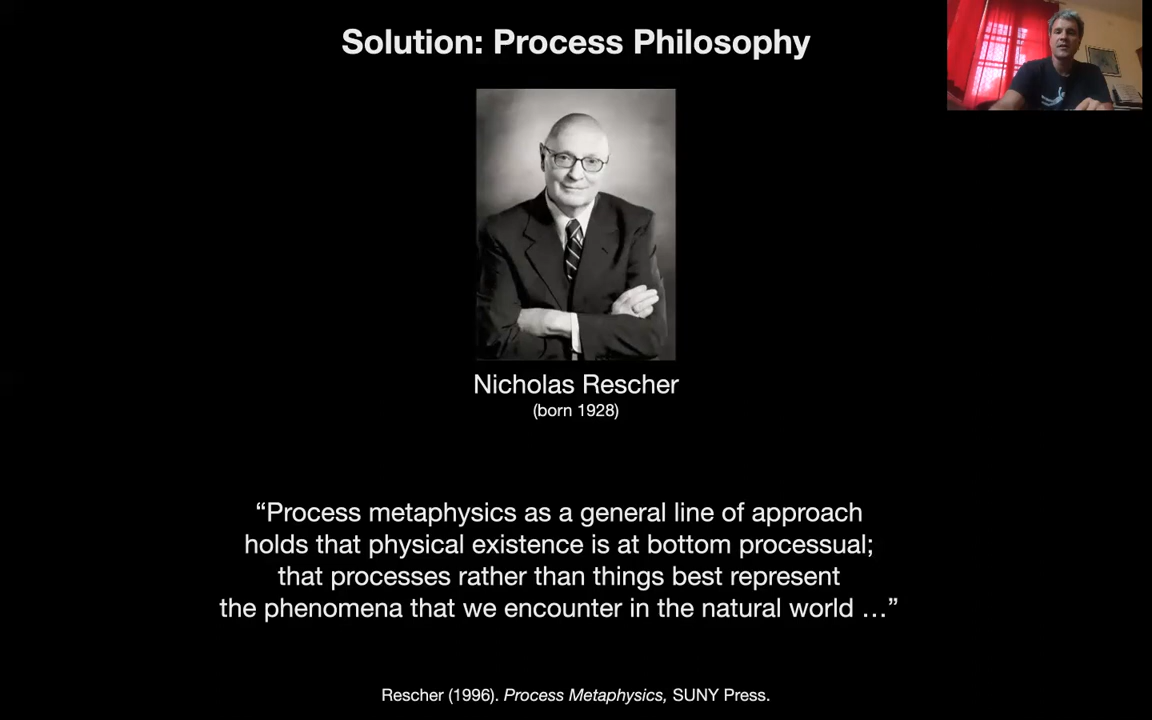 Solution: Process Philosophy
Nicholas Rescher
(born 1928)
“Process metaphysics as a general line of approach
holds that physical existence is at bottom processual;
that processes rather than things best represent
the phenomena that we encounter in the natural world …”
Rescher (1996). Process Metaphysics, SUNY Press.